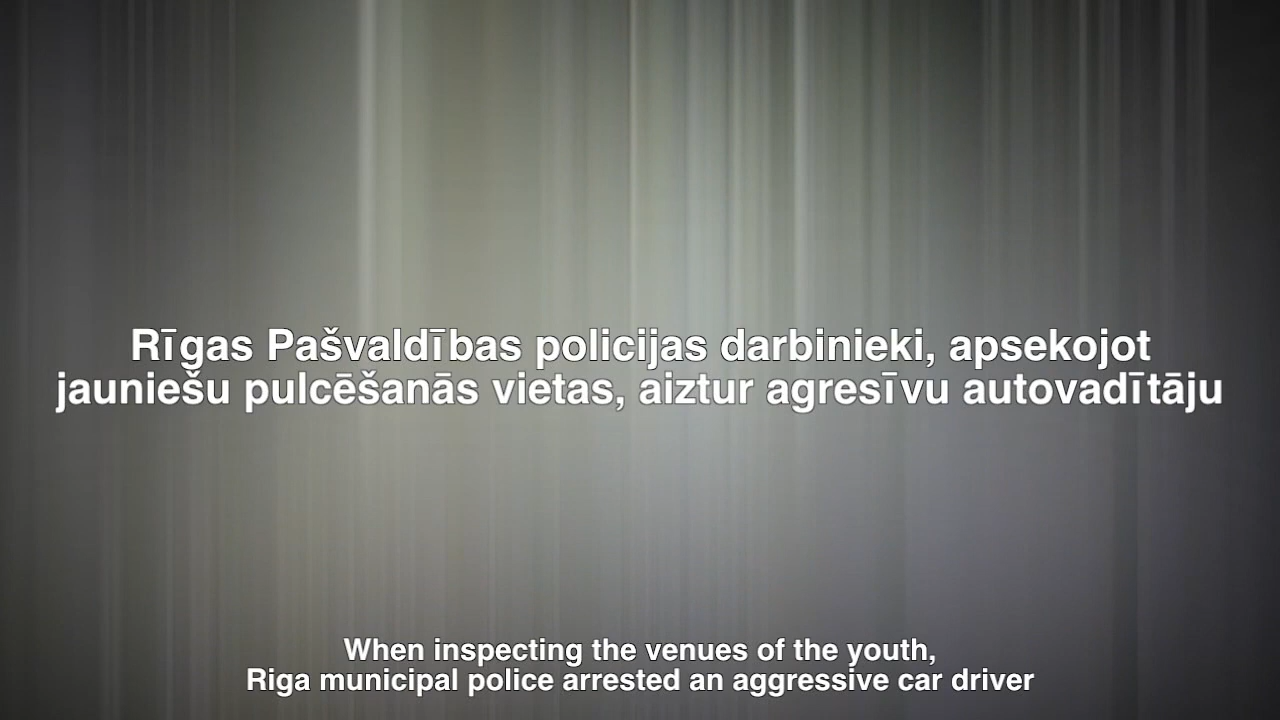 Rīgas Pašvaldības policijas darbinieki, apsekojot
jauniešu pulcēšanās vietas, aiztur agresīvu autovadītāju
When inspecting the venues of the youth,
Riga municipal police arrested an aggressive car driver